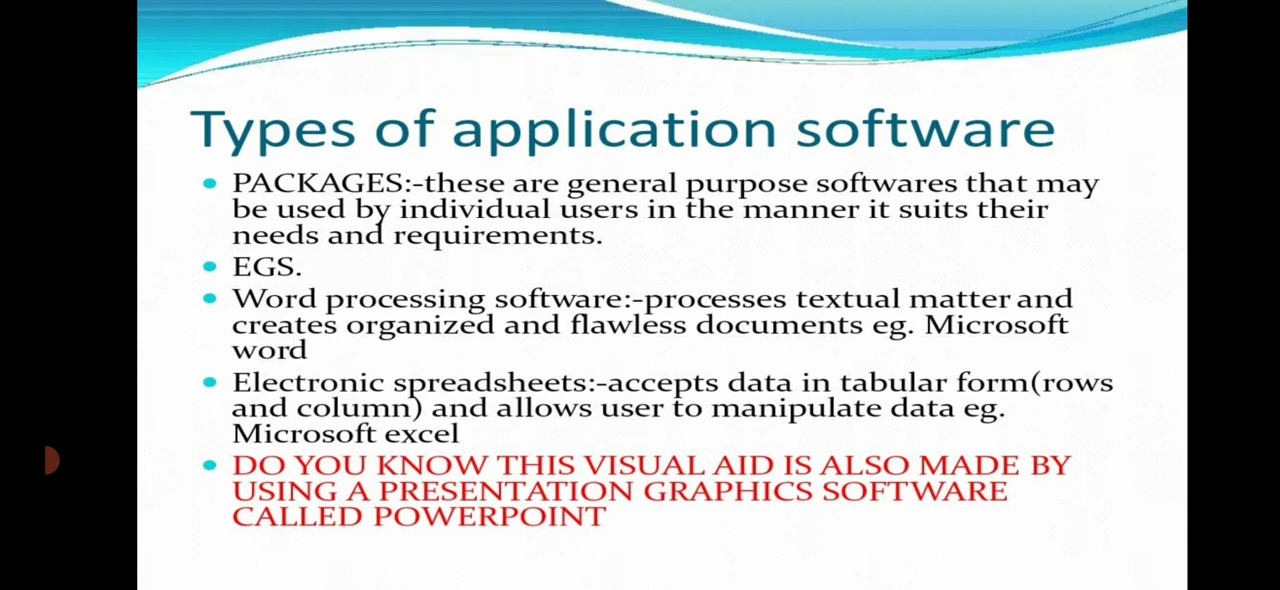 Types of application software
PACKAGES:-these are general purpose softwares that may
be used by individual users in the manner it suits their
needs and requirements.
EGS.
Word processing software:-processes textual matter and
creates organized and flawless documents eg. Microsoft
word
Electronic spreadsheets:-accepts data in tabular form(rows
and column) and allows user to manipulate data eg.
Microsoft excel
DO YOU KNOW THIS VISUAL AID IS ALSO MADE BY
USING A PRESENTATION GRAPHICS SOFTWARE
CALLED POWERPOINT